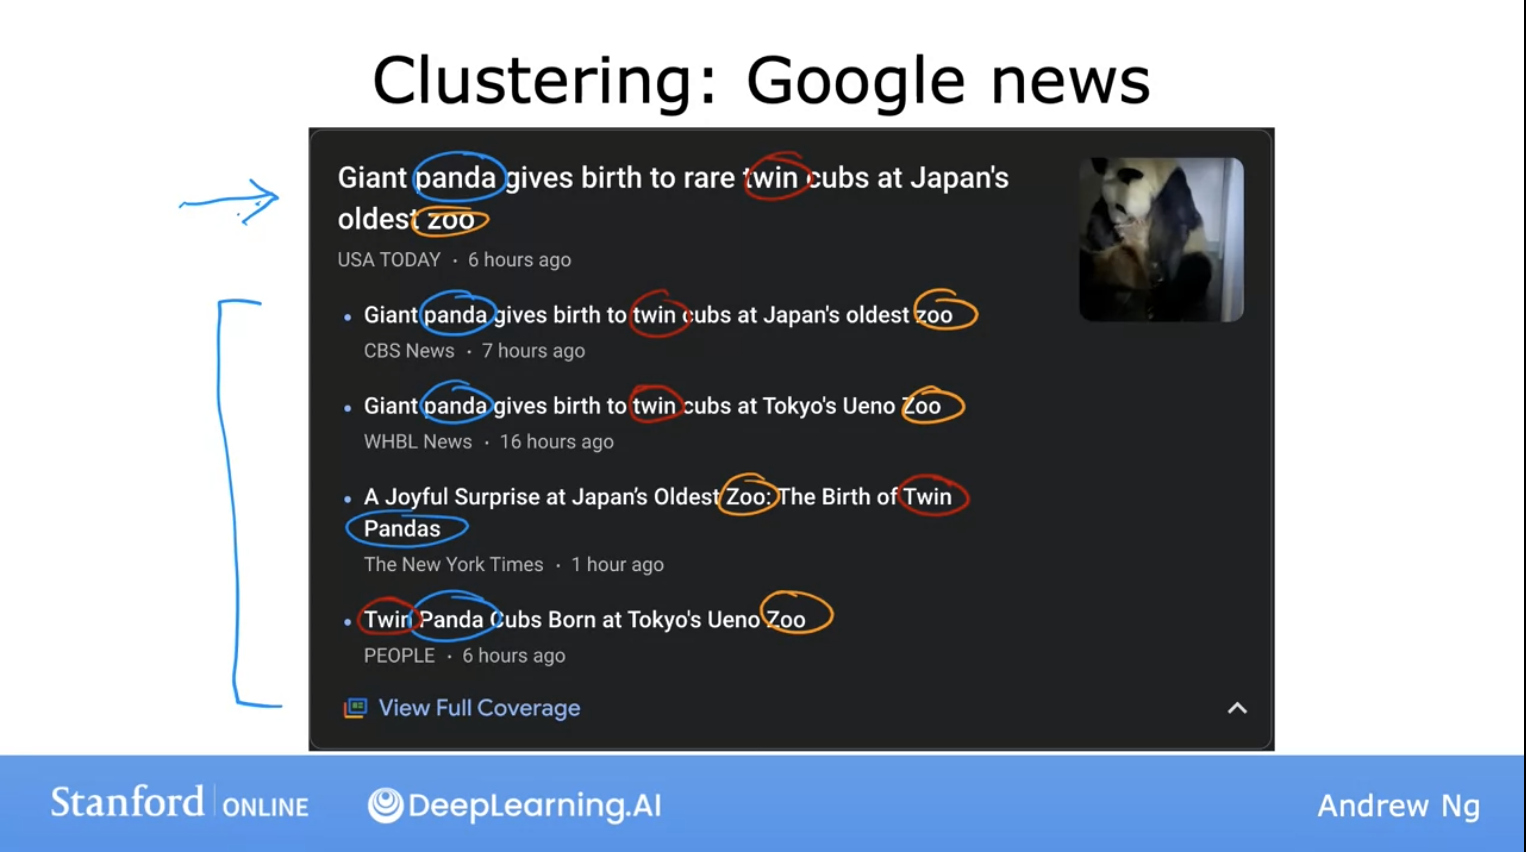 Clustering: Google news
Giant panda gives birth to rare twin cubs at Japan's
oldest zoo
USA TODAY · 6 hours ago
• Giant panda gives birth to twin cubs at Japan's oldest zoo
CBS News · 7 hours ago
• Giant panda gives birth to twin cubs at Tokyo's Ueno Zoo
WHBL News · 16 hours ago
• A Joyful Surprise at Japan’s Oldest Zoo: The Birth of Twin
Pandas
The New York Times · 1 hour ago
• Twin Panda Cubs Born at Tokyo's Ueno Zoo
PEOPLE · 6 hours ago
View Full Coverage
Stanford | ONLINE DeepLearning.AI Andrew Ng